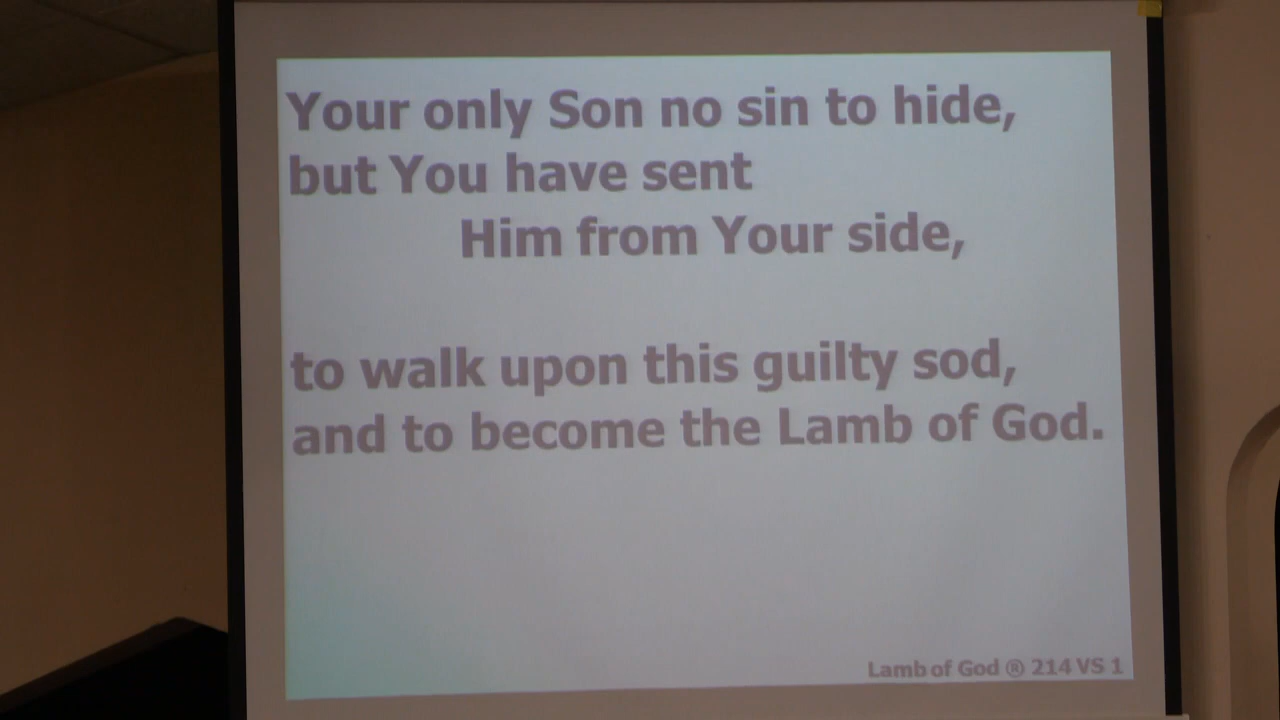 Your only Son no sin to hide,
but You have sent
Him from Your side,
to walk upon this guilty sod,
and to become the Lamb of God.
Lamb of God ® 214 VS 1